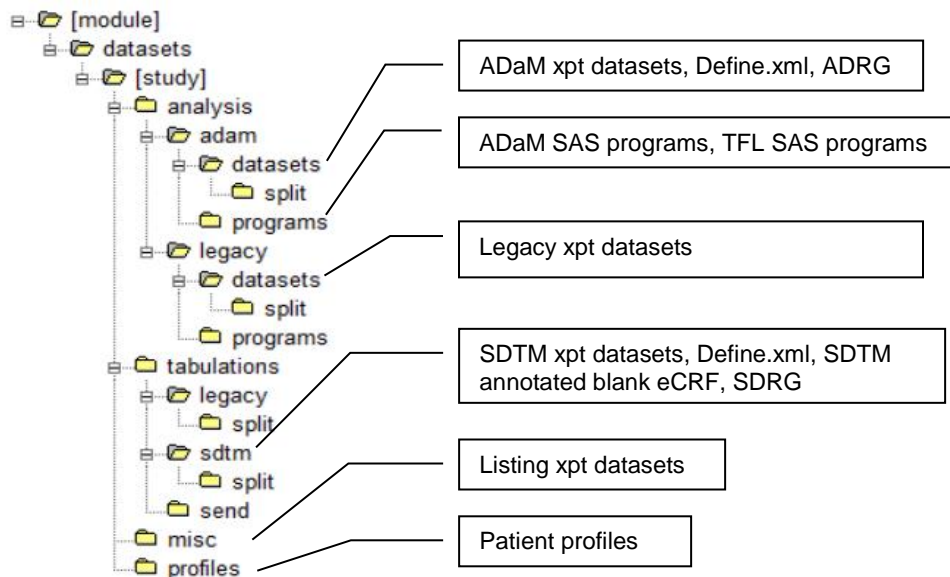 [module]
datasets
[study]
analysis
adam
datasets
split
programs
legacy
datasets
split
programs
tabulations
legacy
split
sdtm
split
send
misc
profiles
ADaM xpt datasets, Define.xml, ADRG
ADaM SAS programs, TFL SAS programs
Legacy xpt datasets
SDTM xpt datasets, Define.xml, SDTM
annotated blank eCRF, SDRG
Listing xpt datasets
Patient profiles